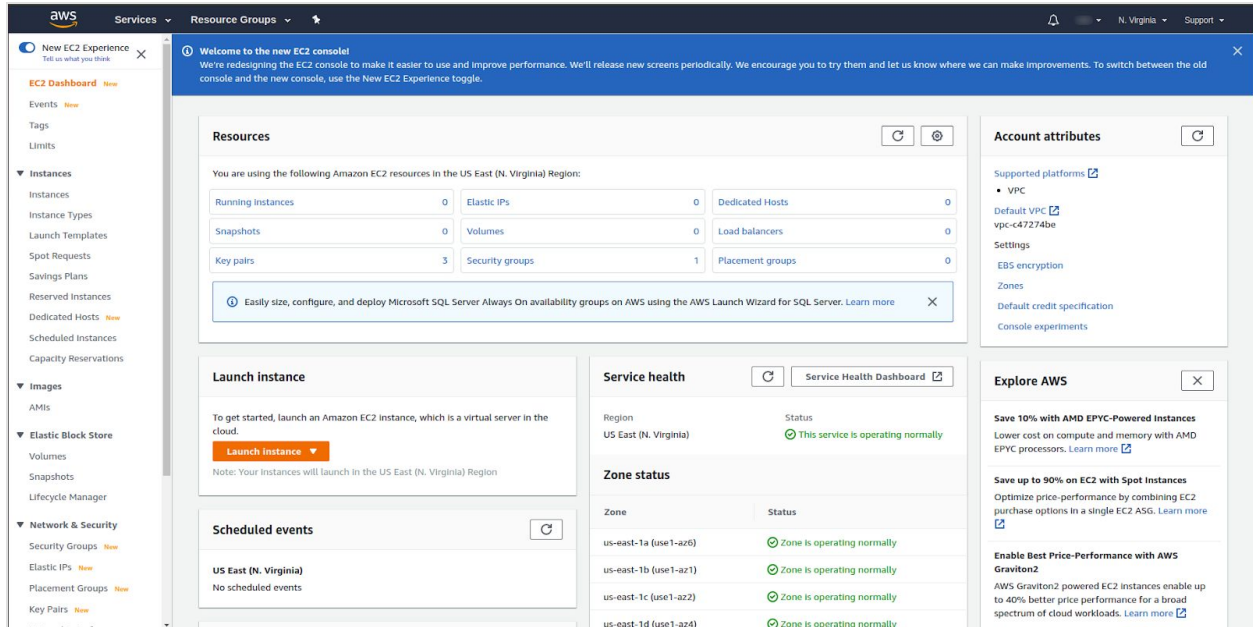 aws
Services
Resource Groups
N. Virginia
Support
New EC2 Experience
Tell us what you think
EC2 Dashboard New
Events New
Tags
Limits
Instances
Instances
Instance Types
Launch Templates
Spot Requests
Savings Plans
Reserved Instances
Dedicated Hosts New
Scheduled Instances
Capacity Reservations
Images
AMIs
Elastic Block Store
Volumes
Snapshots
Lifecycle Manager
Network & Security
Security Groups New
Elastic IPs New
Placement Groups New
Key Pairs New
Welcome to the new EC2 console!
We're redesigning the EC2 console to make it easier to use and improve performance. We'll release new screens periodically. We encourage you to try them and let us know where we can make improvements. To switch between the old
console and the new console, use the New EC2 Experience toggle.
Resources
You are using the following Amazon EC2 resources in the US East (N. Virginia) Region:
Running instances 0
Elastic IPs 0
Dedicated Hosts 0
Snapshots 0
Volumes 0
Load balancers 0
Key pairs 3
Security groups 1
Placement groups 0
Easily size, configure, and deploy Microsoft SQL Server Always On availability groups on AWS using the AWS Launch Wizard for SQL Server. Learn more
Launch instance
To get started, launch an Amazon EC2 instance, which is a virtual server in the
cloud.
Launch instance
Note: Your instances will launch in the US East (N. Virginia) Region
Scheduled events
US East (N. Virginia)
No scheduled events
Service health
Service Health Dashboard
Region
Status
US East (N. Virginia)
This service is operating normally
Zone status
Zone
Status
us-east-1a (use1-az6)
Zone is operating normally
us-east-1b (use1-az1)
Zone is operating normally
us-east-1c (use1-az2)
Zone is operating normally
us-east-1d (use1-az4)
Zone is operating normally
Account attributes
Supported platforms
VPC
Default VPC
vpc-c47274be
Settings
EBS encryption
Zones
Default credit specification
Console experiments
Explore AWS
Save 10% with AMD EPYC-Powered Instances
Lower cost on compute and memory with AMD
EPYC processors. Learn more
Save up to 90% on EC2 with Spot Instances
Optimize price-performance by combining EC2
purchase options in a single EC2 ASG. Learn more
Enable Best Price-Performance with AWS
Graviton2
AWS Graviton2 powered EC2 instances enable up
to 40% better price performance for a broad
spectrum of cloud workloads. Learn more